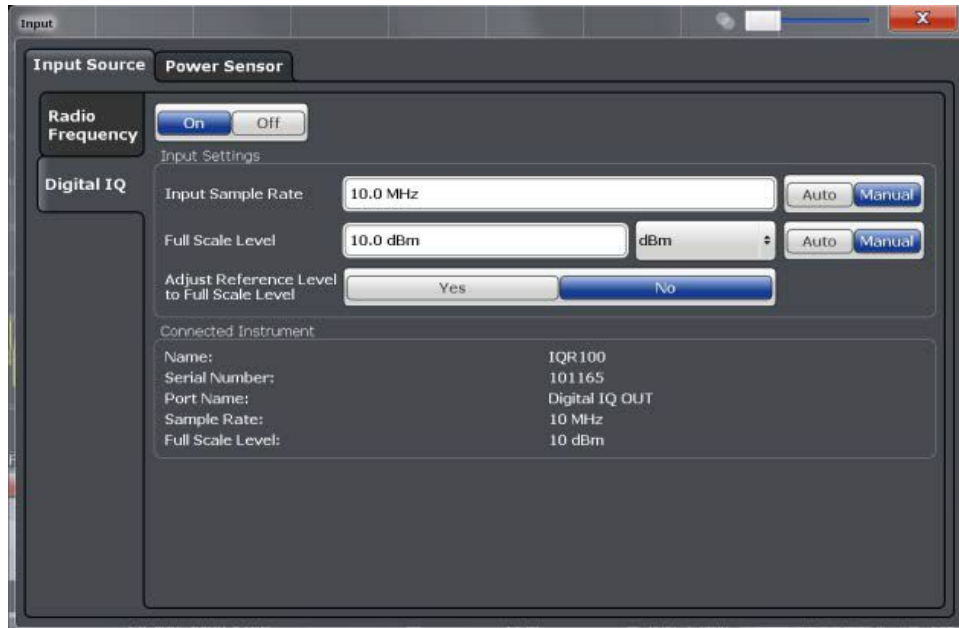 Input
Input Source Power Sensor
Radio
Frequency
On Off
Input Settings
Digital IQ
Input Sample Rate 10.0 MHz Auto Manual
Full Scale Level 10.0 dBm dBm Auto Manual
Adjust Reference Level
to Full Scale Level
Yes No
Connected Instrument
Name: IQR100
Serial Number: 101165
Port Name: Digital IQ OUT
Sample Rate: 10 MHz
Full Scale Level: 10 dBm